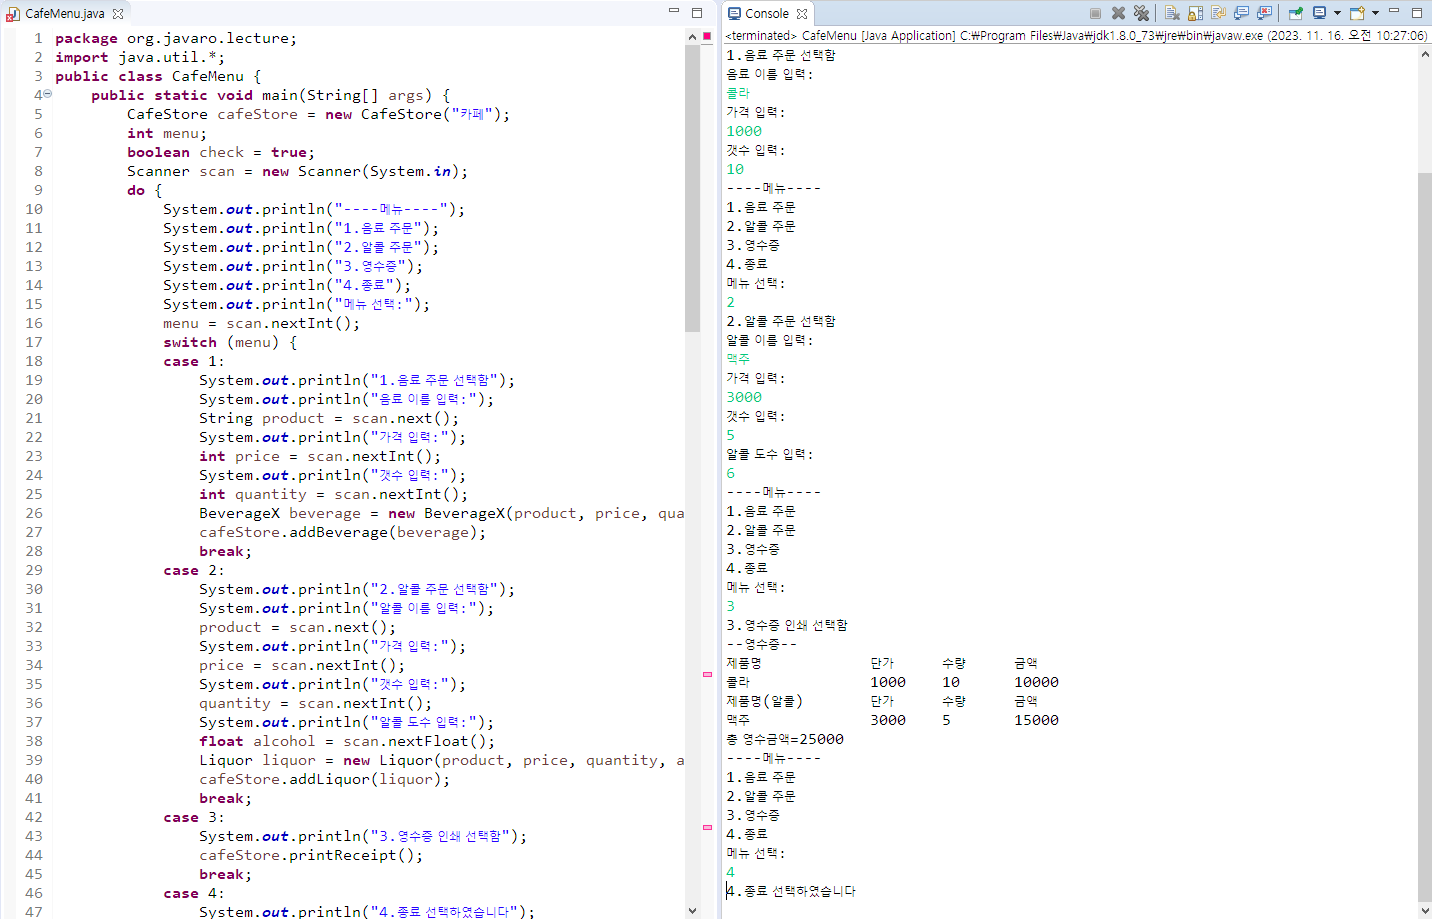 CafeMenu.java
1 package org.javaro.lecture;
2 import java.util.*;
3 public class CafeMenu {
4 public static void main(String[] args) {
5 CafeStore cafeStore = new CafeStore("카페");
6 int menu;
7 boolean check = true;
8 Scanner scan = new Scanner(System.in);
9 do {
10 System.out.println("----메뉴----");
11 System.out.println("1.음료 주문");
12 System.out.println("2.알콜 주문");
13 System.out.println("3.영수증");
14 System.out.println("4.종료");
15 System.out.println("메뉴 선택:");
16 menu = scan.nextInt();
17 switch (menu) {
18 case 1:
19 System.out.println("1.음료 주문 선택함");
20 System.out.println("음료 이름 입력:");
21 String product = scan.next();
22 System.out.println("가격 입력:");
23 int price = scan.nextInt();
24 System.out.println("갯수 입력:");
25 int quantity = scan.nextInt();
26 BeverageX beverage = new BeverageX(product, price, qua
27 cafeStore.addBeverage(beverage);
28 break;
29 case 2:
30 System.out.println("2.알콜 주문 선택함");
31 System.out.println("알콜 이름 입력:");
32 product = scan.next();
33 System.out.println("가격 입력:");
34 price = scan.nextInt();
35 System.out.println("갯수 입력:");
36 quantity = scan.nextInt();
37 System.out.println("알콜 도수 입력:");
38 float alcohol = scan.nextFloat();
39 Liquor liquor = new Liquor(product, price, quantity, a
40 cafeStore.addLiquor(liquor);
41 break;
42 case 3:
43 System.out.println("3.영수증 인쇄 선택함");
44 cafeStore.printReceipt();
45 break;
46 case 4:
47 System.out.println("4.종료 선택하였습니다");
Console
<terminated> CafeMenu [Java Application] C:₩Program Files₩Java₩jdk1.8.0_73₩jre₩bin₩javaw.exe (2023. 11. 16. 오전 10:27:06)
1.음료 주문 선택함
음료 이름 입력:
콜라
가격 입력:
1000
갯수 입력:
10
----메뉴----
1.음료 주문
2.알콜 주문
3.영수증
4.종료
메뉴 선택:
2
2.알콜 주문 선택함
알콜 이름 입력:
맥주
가격 입력:
3000
갯수 입력:
5
알콜 도수 입력:
6
----메뉴----
1.음료 주문
2.알콜 주문
3.영수증
4.종료
메뉴 선택:
3
3.영수증 인쇄 선택함
--영수증--
제품명 단가 수량 금액
콜라 1000 10 10000
제품명(알콜) 단가 수량 금액
맥주 3000 5 15000
총 영수금액=25000
----메뉴----
1.음료 주문
2.알콜 주문
3.영수증
4.종료
메뉴 선택:
4
4.종료 선택하였습니다